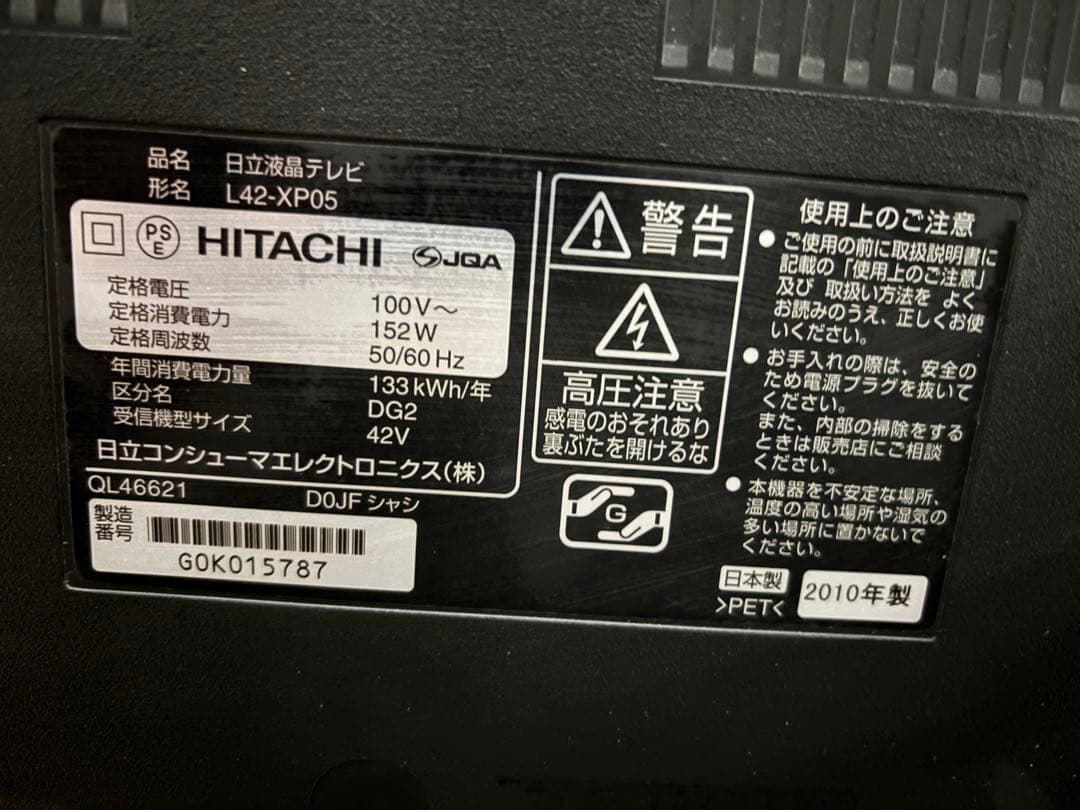 品名 日立液晶テレビ
形名 L42-XP05
PS
E
HITACHI
JQA
定格電圧 100V～
定格消費電力 152W
定格周波数 50/60Hz
年間消費電力量 133kWh/年
区分名 DG2
受信機型サイズ 42V
日立コンシューマエレクトロニクス(株)
QL46621 D0JFシャシ
製造
番号
G0K015787
警告
高圧注意
感電のおそれあり
裏ぶたを開けるな
G
使用上のご注意
●ご使用の前に取扱説明書に
記載の「使用上のご注意」
及び 取扱い方法を よく
お読みのうえ、正しくお使
いください。
●お手入れの際は、安全の
ため電源プラグを抜いて
ください。
また、内部の掃除をする
ときは販売店にご相談
ください。
●本機器を不安定な場所、
温度の高い場所や湿気の
多い場所に置かないで
ください。
日本製
>PET<
2010年製